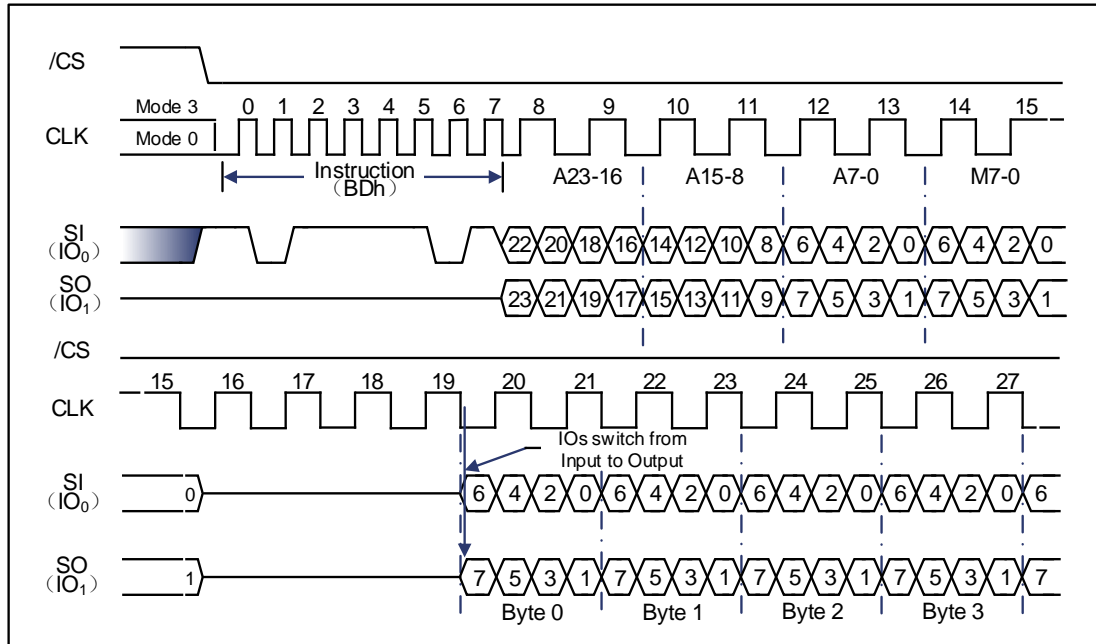 /CS
Mode 3
0 1 2 3 4 5 6 7 8 9 10 11 12 13 14 15
CLK
Mode 0
Instruction
(BDh)
A23-16 A15-8 A7-0 M7-0
SI
(IO0)
22 20 18 16 14 12 10 8 6 4 2 0 6 4 2 0
SO
(IO1)
23 21 19 17 15 13 11 9 7 5 3 1 7 5 3 1
/CS
15 16 17 18 19 20 21 22 23 24 25 26 27
CLK
IOs switch from
Input to Output
SI
(IO0)
0 6 4 2 0 6 4 2 0 6 4 2 0 6 4 2 0 6
SO
(IO1)
1 7 5 3 1 7 5 3 1 7 5 3 1 7 5 3 1 7
Byte 0 Byte 1 Byte 2 Byte 3